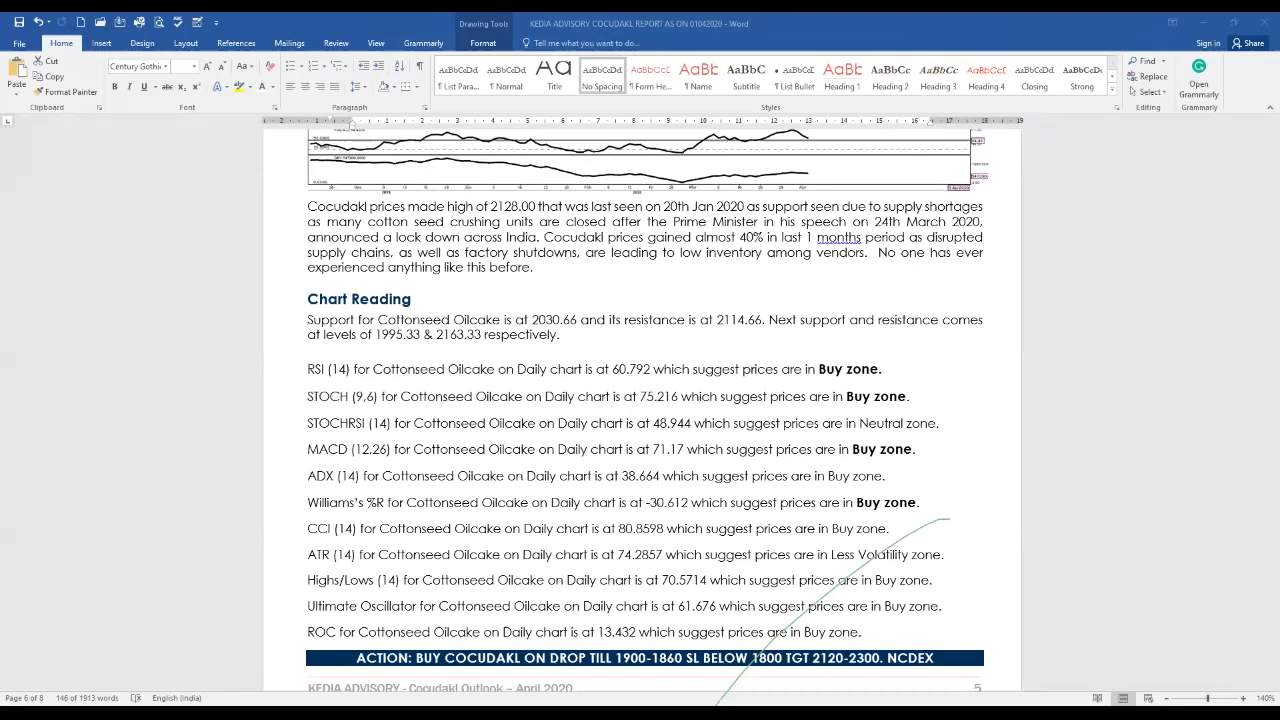 Drawing Tools
KEDIA ADVISORY COCUDAKL REPORT AS ON 01042020 - Word
File Home Insert Design Layout References Mailings Review View Grammarly Format Tell me what you want to do... Sign in Share
Cut
Copy
Format Painter
Paste
Century Gothi
Find
Replace
Select
Open
Grammarly
AaBbCcDd AaBbCcDd AaBb AaBbCcDd AaBbCcC AaBb AaBbC AaBbCcDd AaBbCc AaBbCc AaBbCc AaBbCcC AaBbCcDd AaBbCcD
¶ List Para... ¶ Normal Title No Spacing ¶ Form He... ¶ Name Subtitle ¶ List Bullet Heading 1 Heading 2 Heading 3 Heading 4 Closing Strong
Clipboard Font Paragraph Styles Editing Grammarly
Cocudakl prices made high of 2128.00 that was last seen on 20th Jan 2020 as support seen due to supply shortages
as many cotton seed crushing units are closed after the Prime Minister in his speech on 24th March 2020,
announced a lock down across India. Cocudakl prices gained almost 40% in last 1 months period as disrupted
supply chains, as well as factory shutdowns, are leading to low inventory among vendors. No one has ever
experienced anything like this before.
Chart Reading
Support for Cottonseed Oilcake is at 2030.66 and its resistance is at 2114.66. Next support and resistance comes
at levels of 1995.33 & 2163.33 respectively.
RSI (14) for Cottonseed Oilcake on Daily chart is at 60.792 which suggest prices are in Buy zone.
STOCH (9,6) for Cottonseed Oilcake on Daily chart is at 75.216 which suggest prices are in Buy zone.
STOCHRSI (14) for Cottonseed Oilcake on Daily chart is at 48.944 which suggest prices are in Neutral zone.
MACD (12,26) for Cottonseed Oilcake on Daily chart is at 71.17 which suggest prices are in Buy zone.
ADX (14) for Cottonseed Oilcake on Daily chart is at 38.664 which suggest prices are in Buy zone.
Williams's %R for Cottonseed Oilcake on Daily chart is at -30.612 which suggest prices are in Buy zone.
CCI (14) for Cottonseed Oilcake on Daily chart is at 80.8598 which suggest prices are in Buy zone.
ATR (14) for Cottonseed Oilcake on Daily chart is at 74.2857 which suggest prices are in Less Volatility zone.
Highs/Lows (14) for Cottonseed Oilcake on Daily chart is at 70.5714 which suggest prices are in Buy zone.
Ultimate Oscillator for Cottonseed Oilcake on Daily chart is at 61.676 which suggest prices are in Buy zone.
ROC for Cottonseed Oilcake on Daily chart is at 13.432 which suggest prices are in Buy zone.
ACTION: BUY COCUDAKL ON DROP TILL 1900-1860 SL BELOW 1800 TGT 2120-2300. NCDEX
KEDIA ADVISORY - Cocudakl Outlook – April 2020 5
Page 6 of 8 146 of 1913 words English (India) 140%